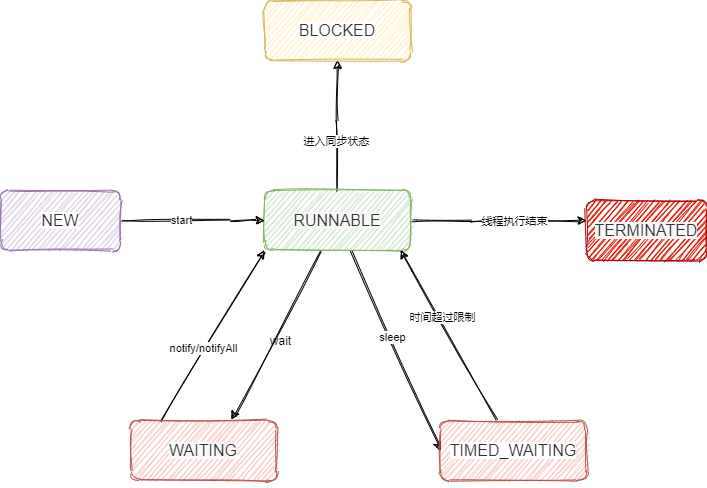 BLOCKED
进入同步状态
NEW
start
RUNNABLE
线程执行结束
TERMINATED
时间超过限制
notify/notifyAll
wait
sleep
WAITING
TIMED_WAITING